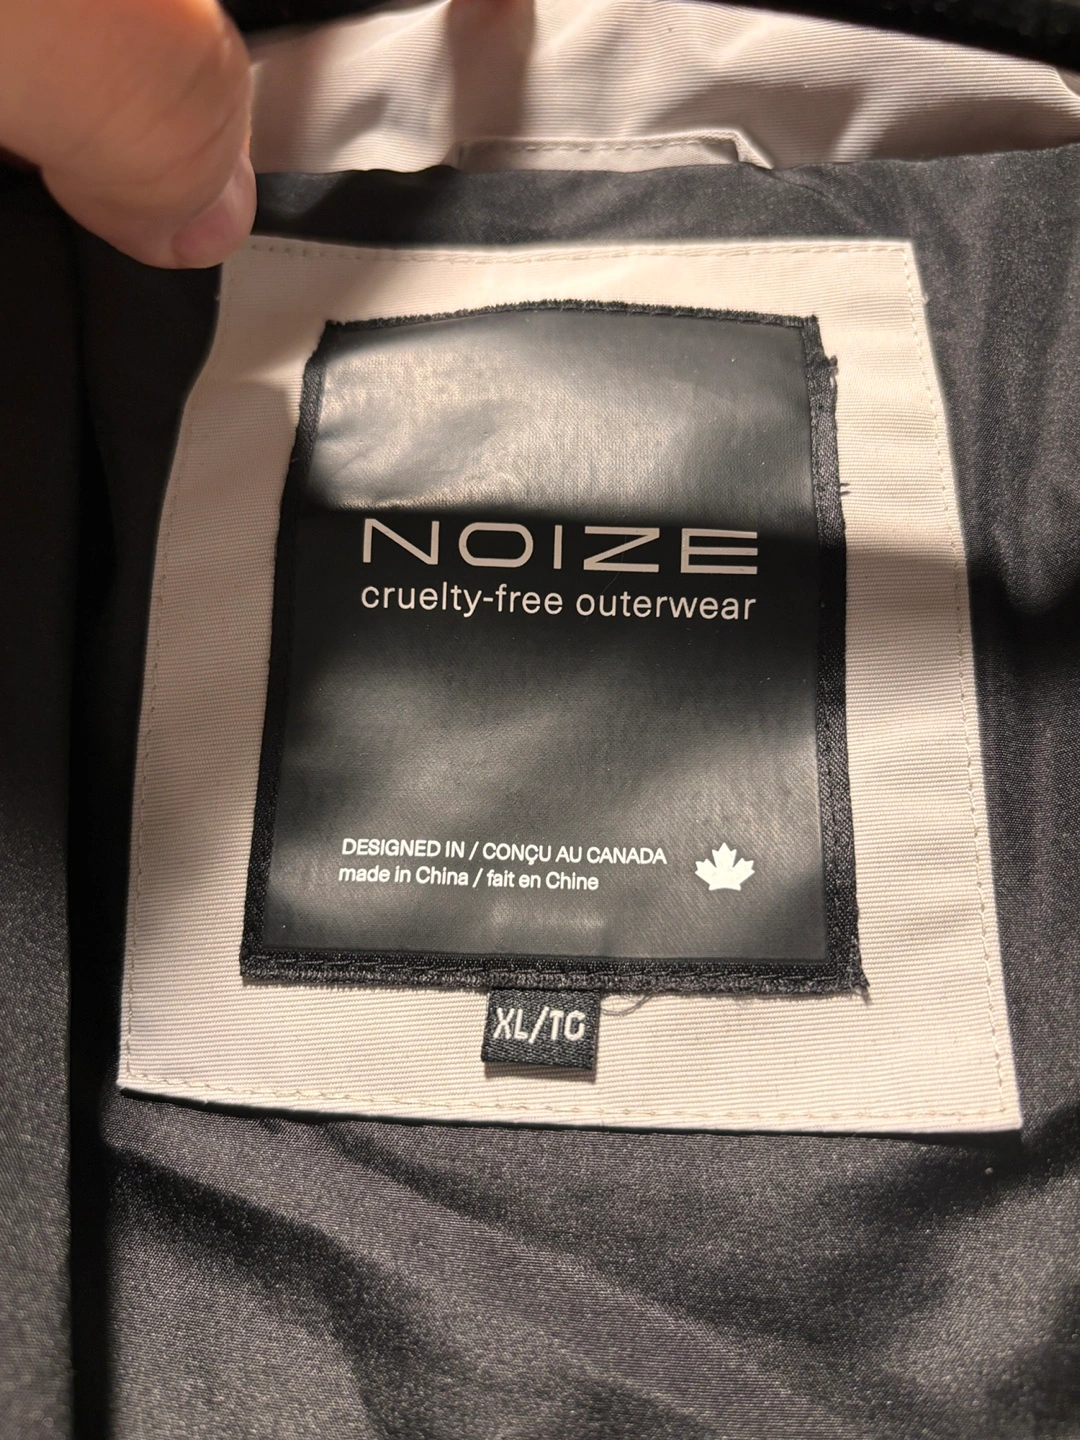 NOIZE
cruelty-free outerwear
DESIGNED IN / CONÇU AU CANADA
made in China / fait en Chine
XL/TG